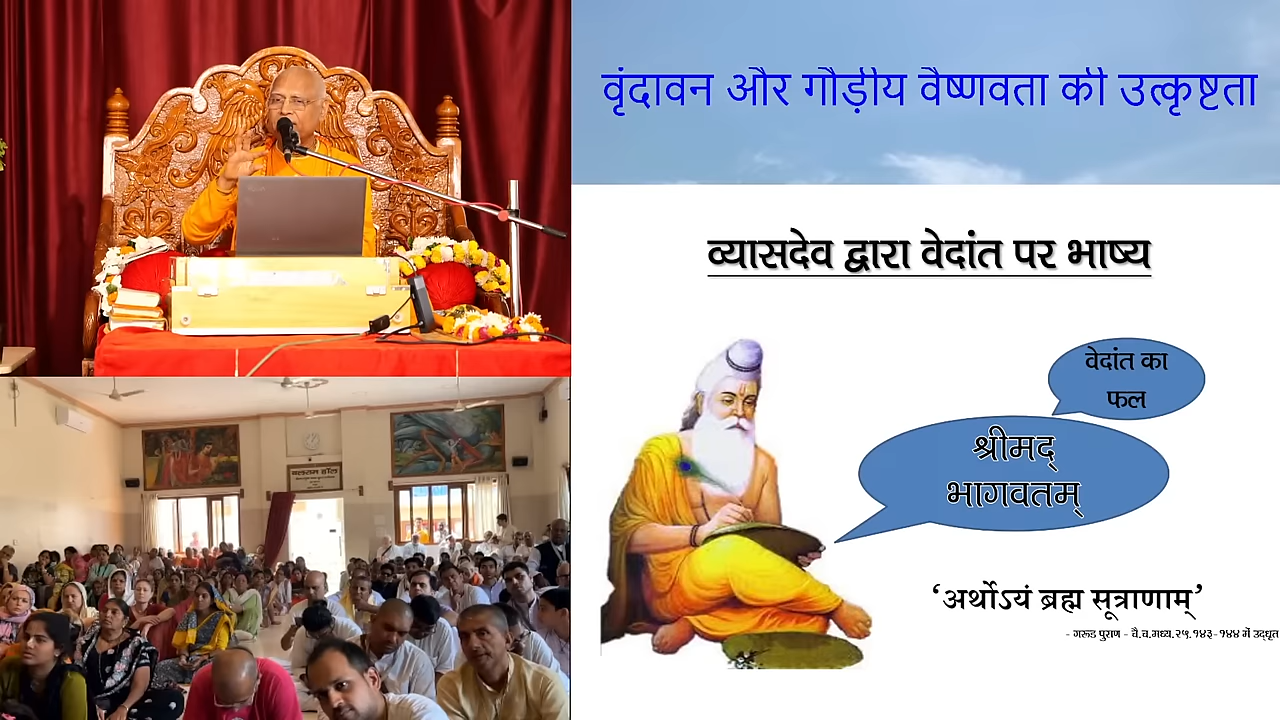 वृंदावन और गौड़ीय वैष्णवता की उत्कृष्टता
व्यासदेव द्वारा वेदांत पर भाष्य
वेदांत का
फल
श्रीमद्
भागवतम्
‘अर्थोऽयं ब्रह्म सूत्राणाम्’
- गरूड पुराण - चै.च.मध्य.२५.१४३-१४४ में उद्धृत
बलराम हॉल